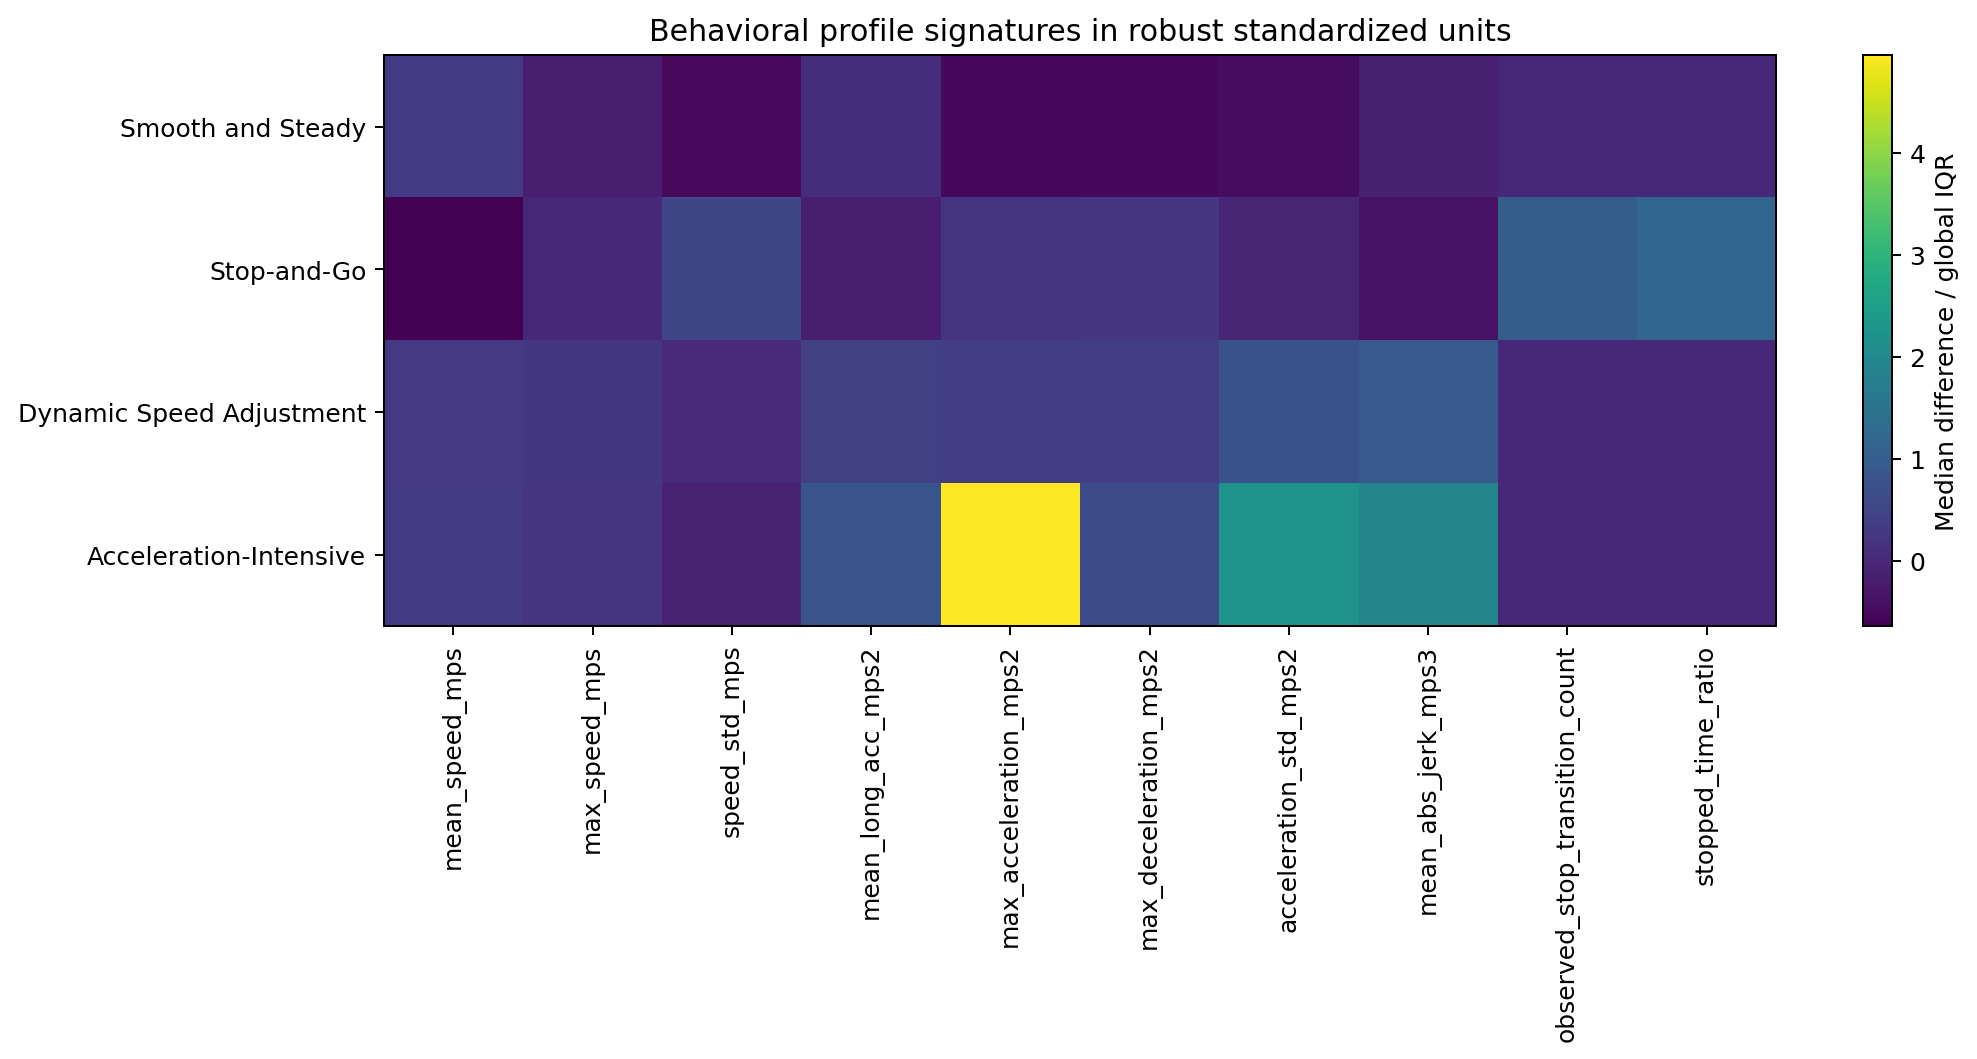 Behavioral profile signatures in robust standardized units
Smooth and Steady
Stop-and-Go
Dynamic Speed Adjustment
Acceleration-Intensive
mean_speed_mps
max_speed_mps
speed_std_mps
mean_long_acc_mps2
max_acceleration_mps2
max_deceleration_mps2
acceleration_std_mps2
mean_abs_jerk_mps3
observed_stop_transition_count
stopped_time_ratio
4
3
2
1
0
Median difference / global IQR